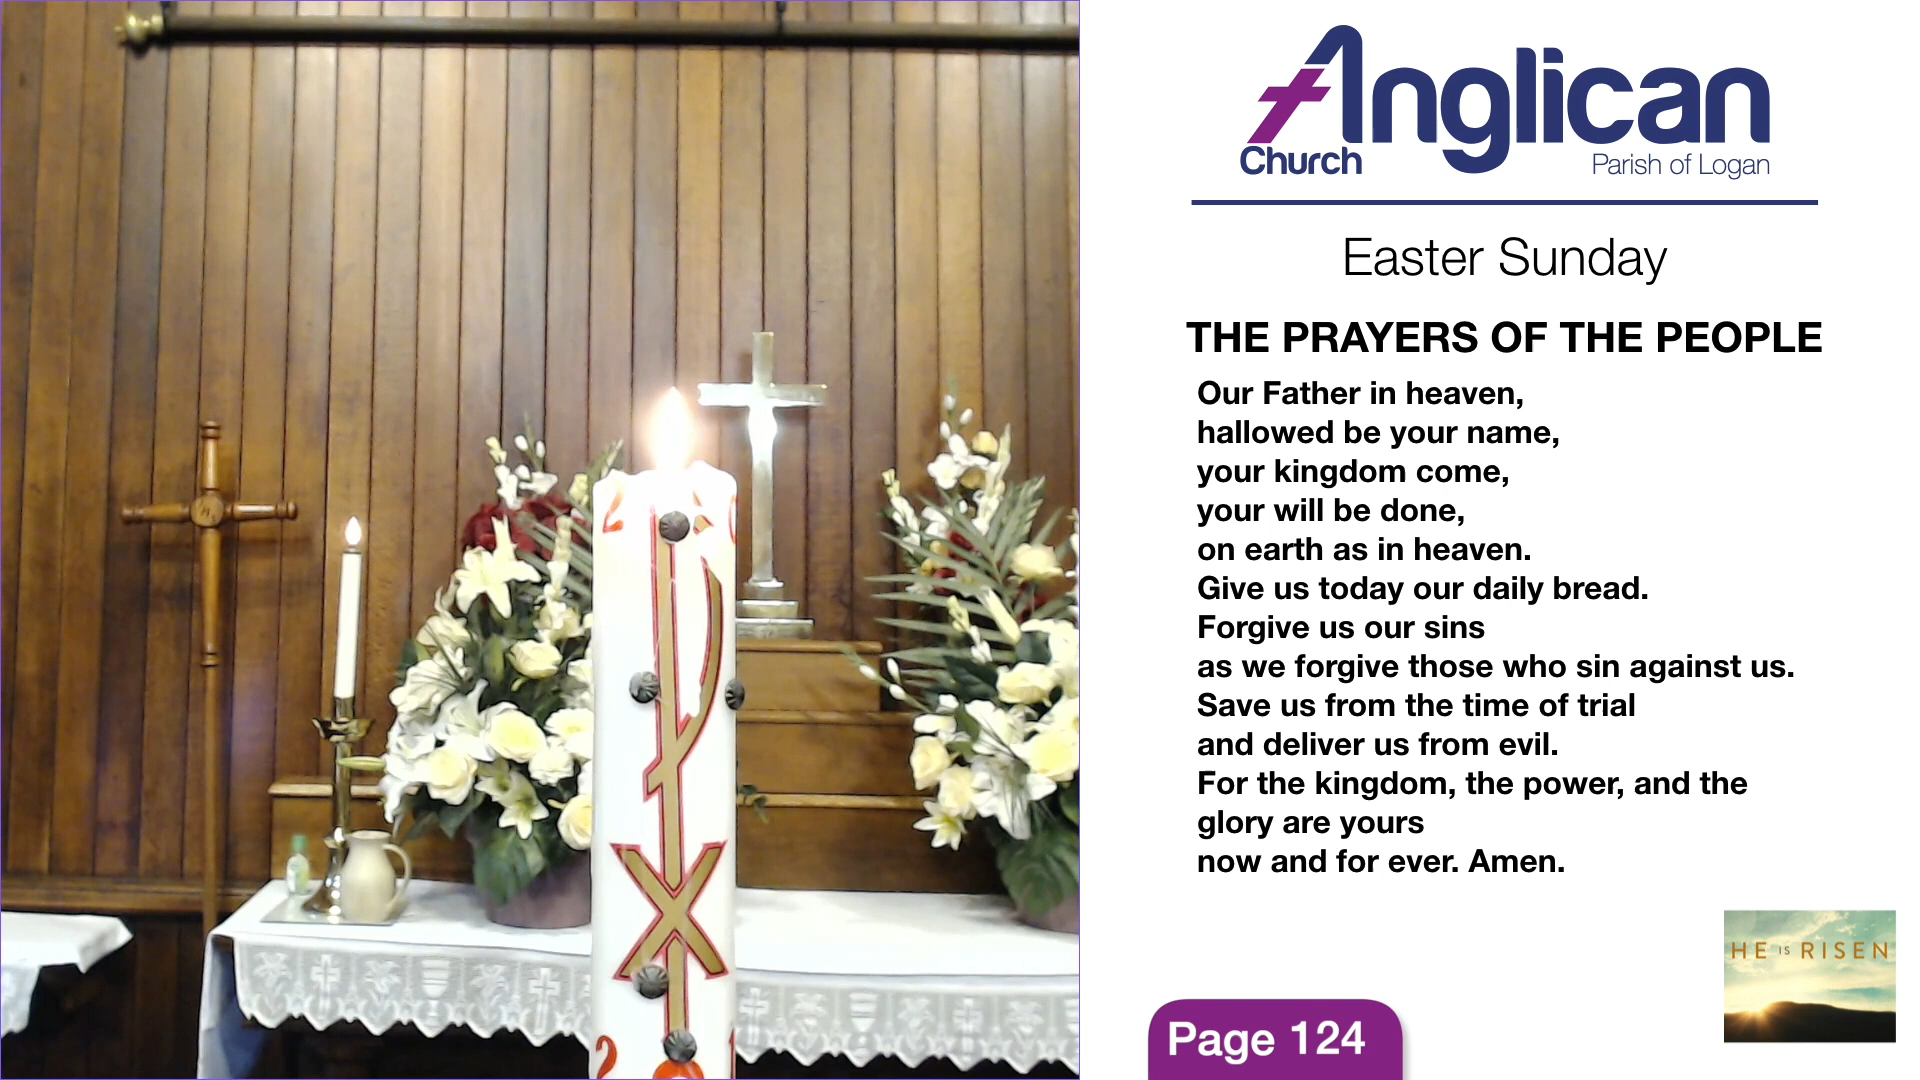 Anglican
Church
Parish of Logan
Easter Sunday
THE PRAYERS OF THE PEOPLE
Our Father in heaven,
hallowed be your name,
your kingdom come,
your will be done,
on earth as in heaven.
Give us today our daily bread.
Forgive us our sins
as we forgive those who sin against us.
Save us from the time of trial
and deliver us from evil.
For the kingdom, the power, and the
glory are yours
now and for ever. Amen.
HE IS RISEN
Page 124